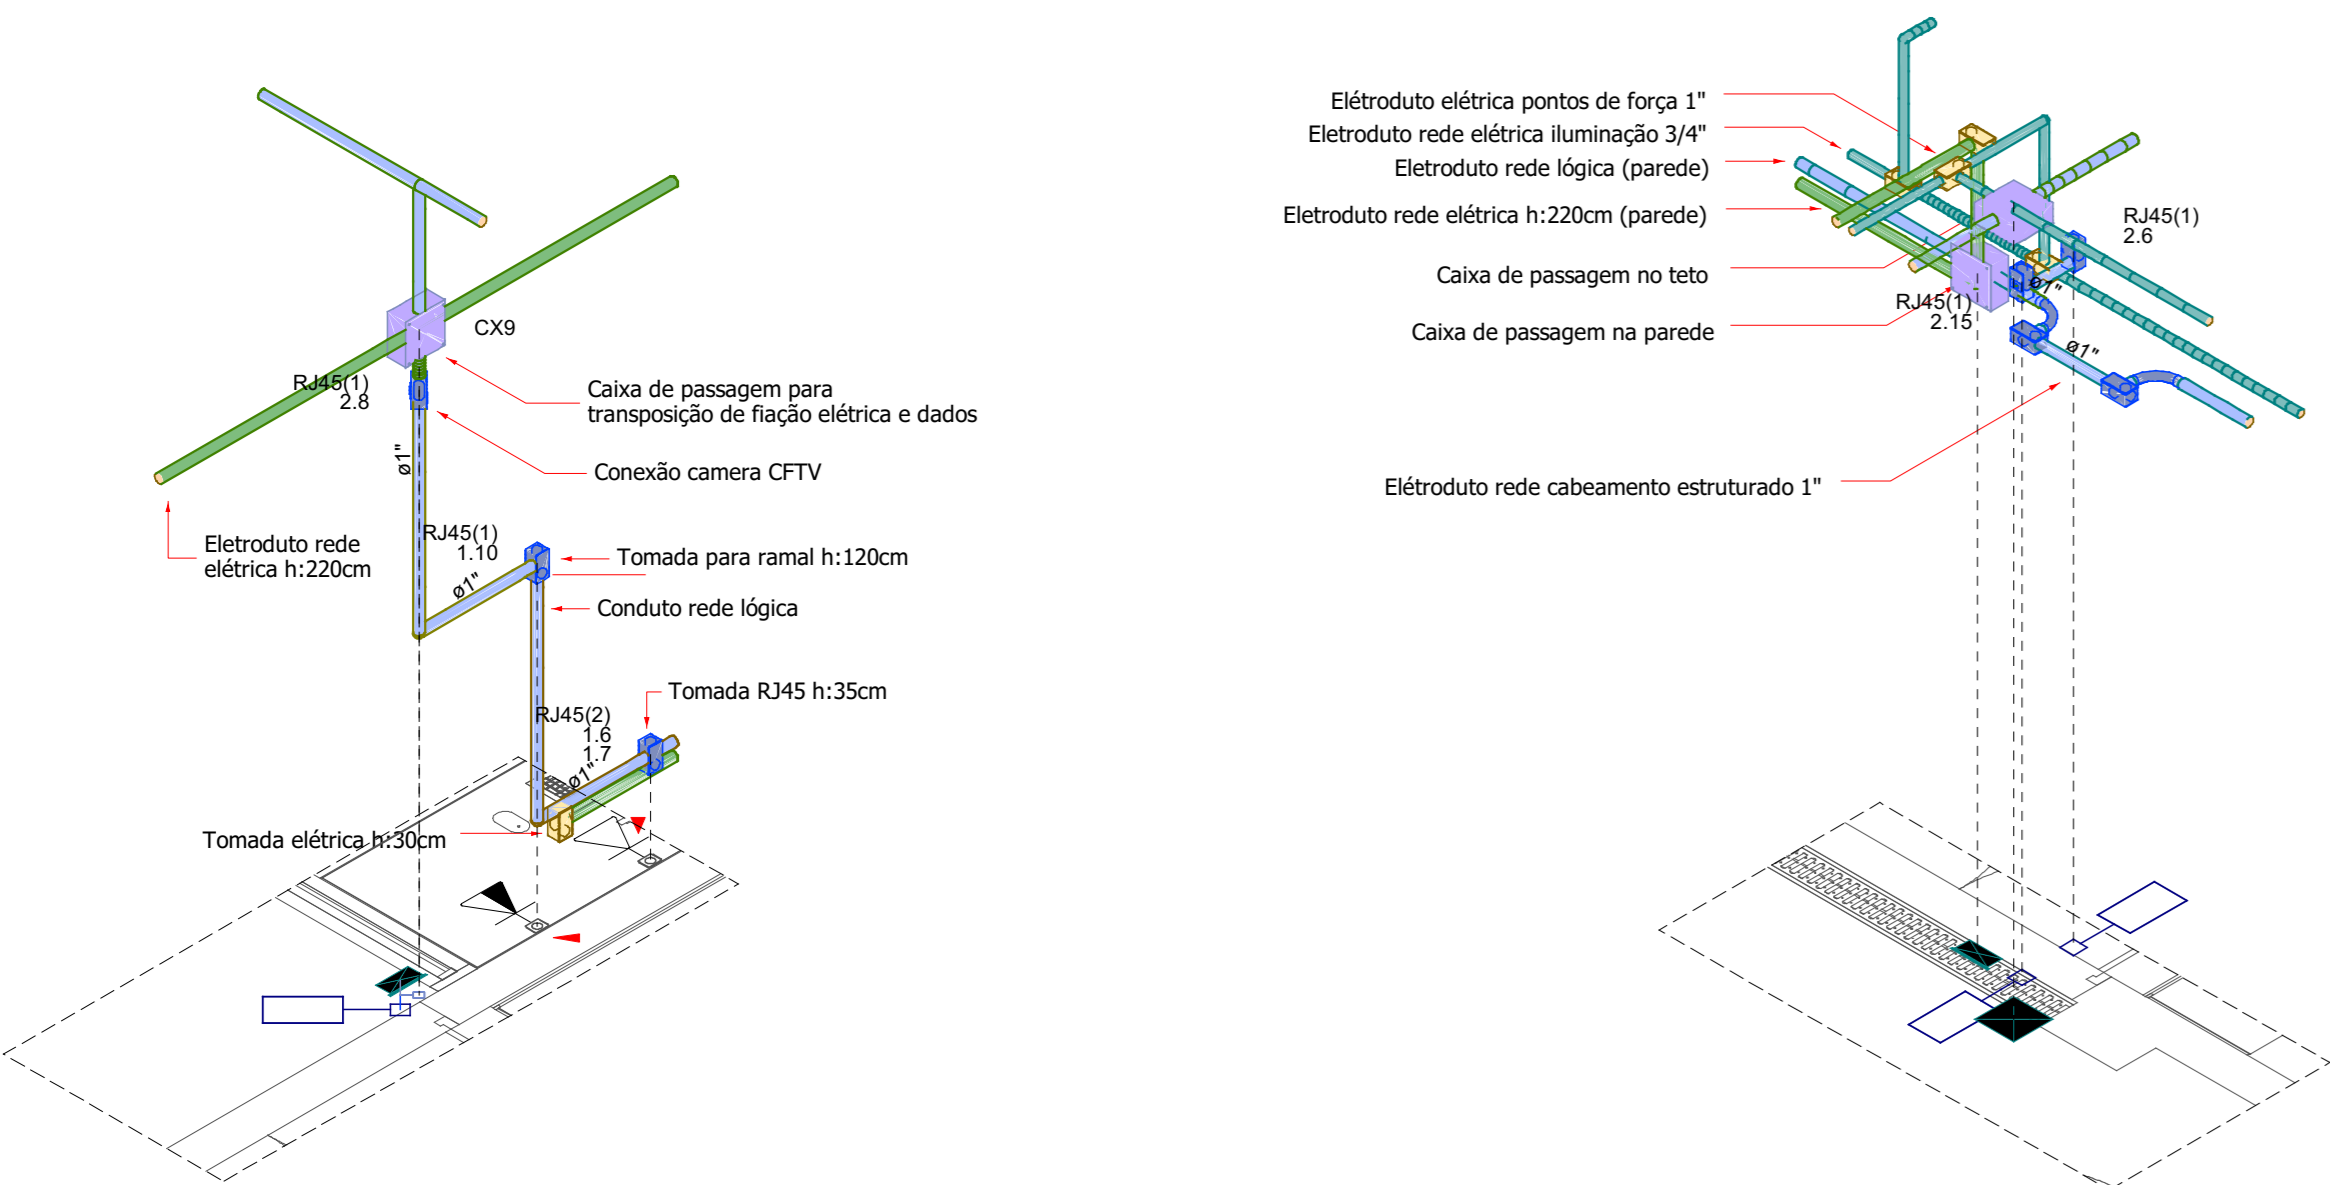 CX9
RJ45(1)
2.8
Caixa de passagem para
transposição de fiação elétrica e dados
ø1"
Conexão camera CFTV
Eletroduto rede
elétrica h:220cm
RJ45(1)
1.10
ø1"
Tomada para ramal h:120cm
Conduto rede lógica
Tomada RJ45 h:35cm
RJ45(2)
1.6
1.7
ø1"
Tomada elétrica h:30cm
Elétroduto elétrica pontos de força 1"
Eletroduto rede elétrica iluminação 3/4"
Eletroduto rede lógica (parede)
Eletroduto rede elétrica h:220cm (parede)
RJ45(1)
2.6
Caixa de passagem no teto
ø1"
RJ45(1)
2.15
Caixa de passagem na parede
ø1"
Elétroduto rede cabeamento estruturado 1"